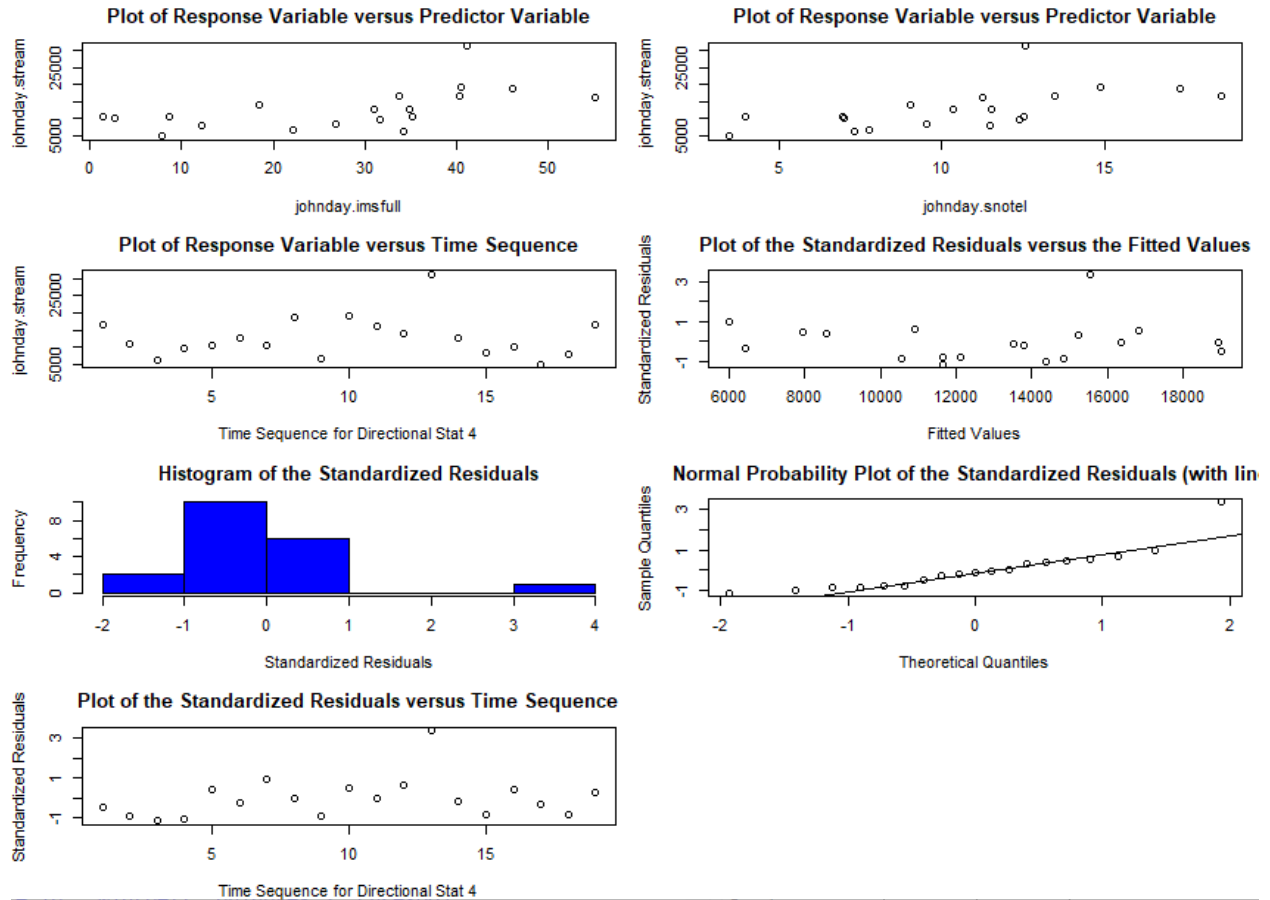 Plot of Response Variable versus Predictor Variable
johnday.stream
5000 25000
0 10 20 30 40 50
johnday.imsfull
Plot of Response Variable versus Predictor Variable
johnday.stream
5000 25000
5 10 15
johnday.snotel
Plot of Response Variable versus Time Sequence
johnday.stream
5000 25000
5 10 15
Time Sequence for Directional Stat 4
Plot of the Standardized Residuals versus the Fitted Values
Standardized Residuals
-1 1 3
6000 8000 10000 12000 14000 16000 18000
Fitted Values
Histogram of the Standardized Residuals
Frequency
0 4 8
-2 -1 0 1 2 3 4
Standardized Residuals
Normal Probability Plot of the Standardized Residuals (with lin
Sample Quantiles
-1 1 3
-2 -1 0 1 2
Theoretical Quantiles
Plot of the Standardized Residuals versus Time Sequence
Standardized Residuals
-1 1 3
5 10 15
Time Sequence for Directional Stat 4